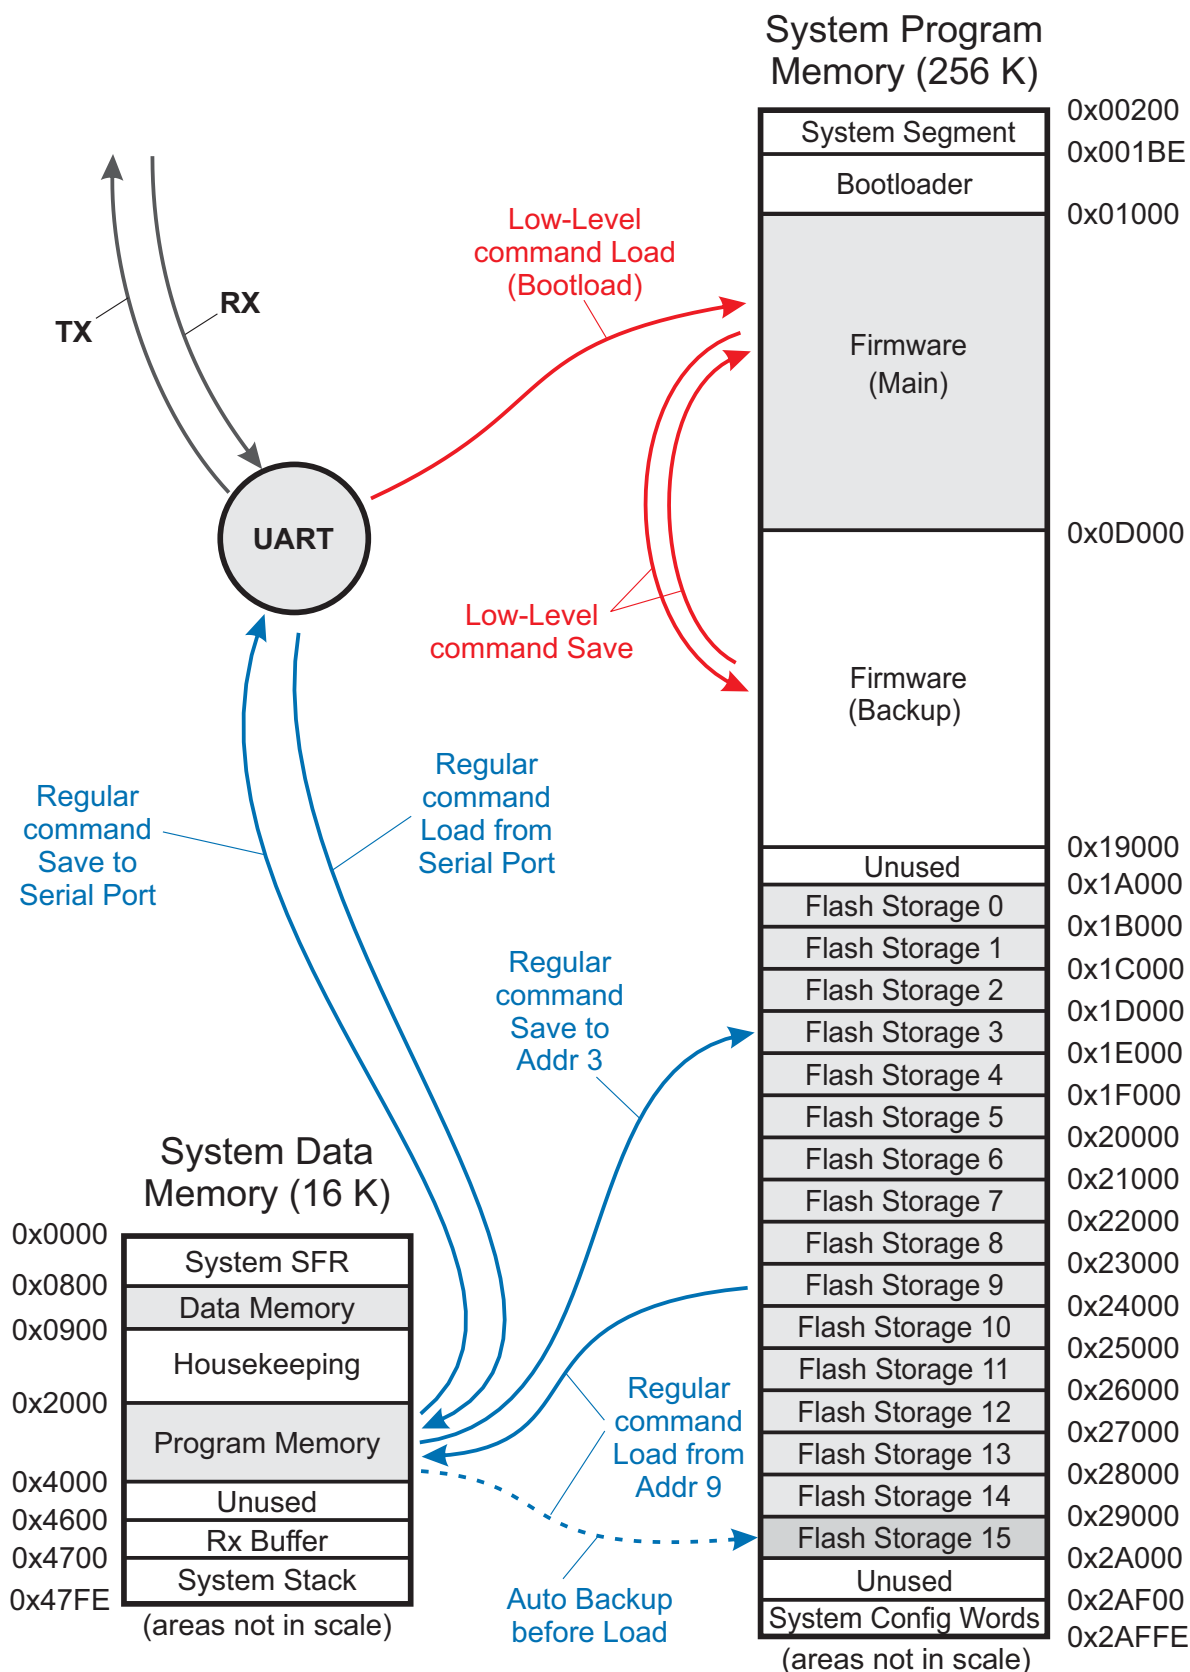 System Program
Memory (256 K)
0x00200
System Segment
0x001BE
Bootloader
0x01000
Low-Level
command Load
(Bootload)
RX
TX
Firmware
(Main)
UART
0x0D000
Low-Level
command Save
Firmware
(Backup)
Regular
command
Save to
Serial Port
Regular
command
Load from
Serial Port
0x19000
Unused
0x1A000
Flash Storage 0
0x1B000
Flash Storage 1
0x1C000
Flash Storage 2
0x1D000
Flash Storage 3
0x1E000
Flash Storage 4
0x1F000
Flash Storage 5
0x20000
Flash Storage 6
0x21000
Flash Storage 7
0x22000
Flash Storage 8
0x23000
Flash Storage 9
0x24000
Flash Storage 10
0x25000
Flash Storage 11
0x26000
Flash Storage 12
0x27000
Flash Storage 13
0x28000
Flash Storage 14
0x29000
Flash Storage 15
0x2A000
Unused
0x2AF00
System Config Words
0x2AFFE
(areas not in scale)
Regular
command
Save to
Addr 3
System Data
Memory (16 K)
0x0000
System SFR
0x0800
Data Memory
0x0900
Housekeeping
0x2000
Program Memory
0x4000
Unused
0x4600
Rx Buffer
0x4700
System Stack
0x47FE
(areas not in scale)
Regular
command
Load from
Addr 9
Auto Backup
before Load